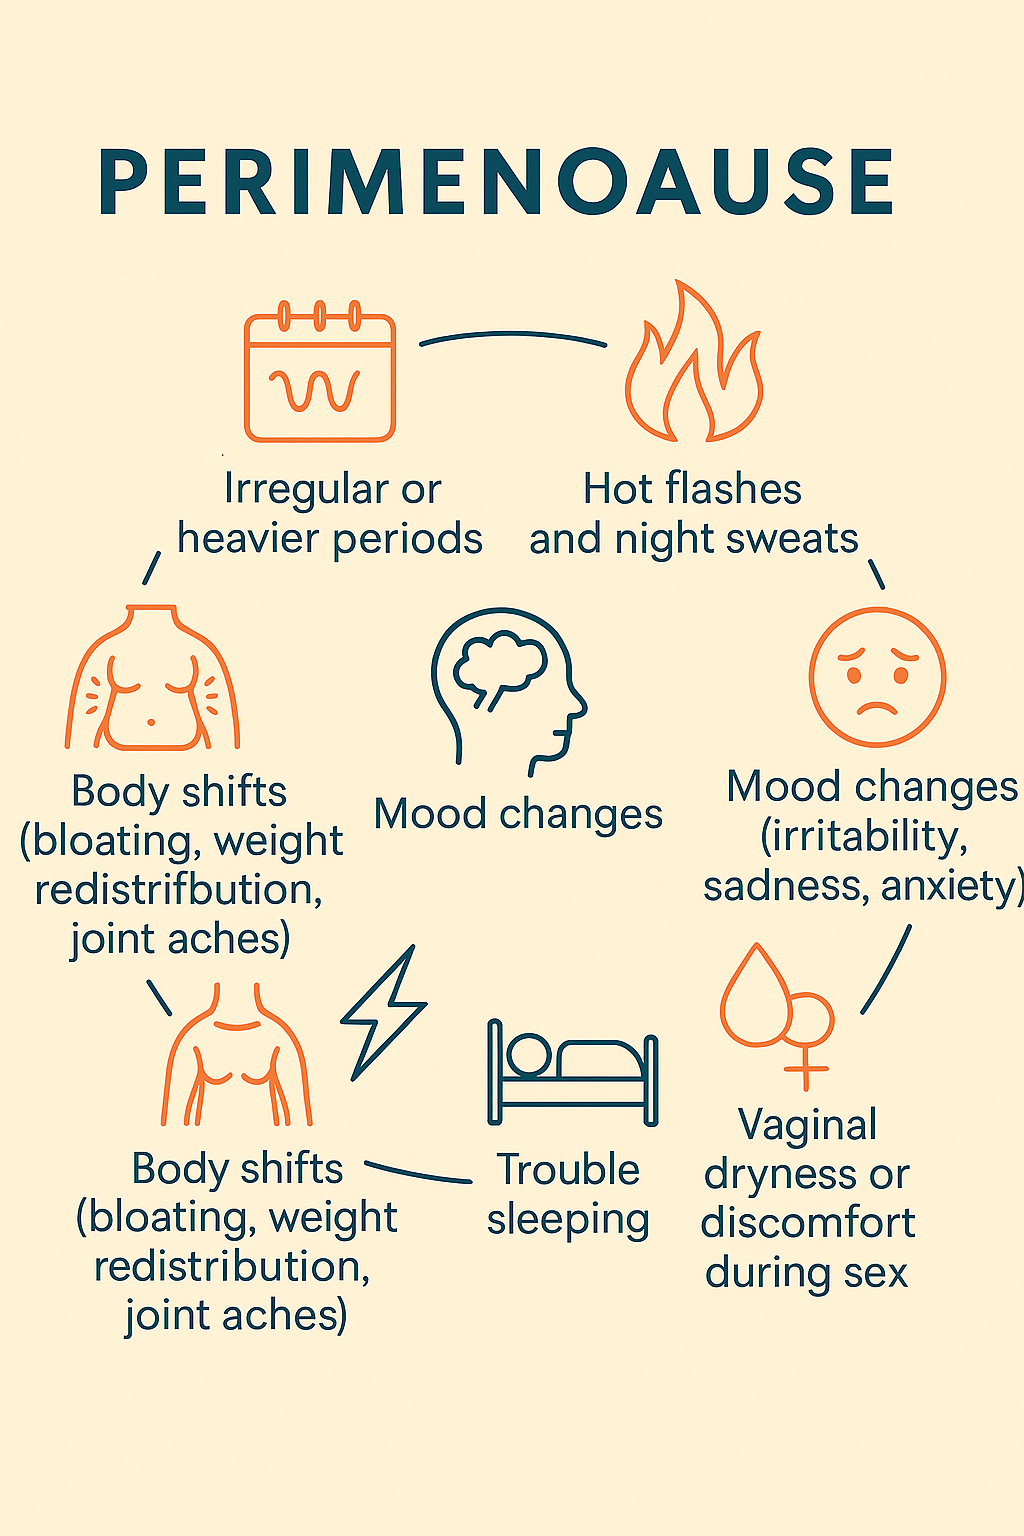 PERIMENOAUSE
Irregular or
heavier periods
Hot flashes
and night sweats
Body shifts
(bloating, weight
redistrifbution,
joint aches)
Mood changes
Mood changes
(irritability,
sadness, anxiety)
Body shifts
(bloating, weight
redistribution,
joint aches)
Trouble
sleeping
Vaginal
dryness or
discomfort
during sex